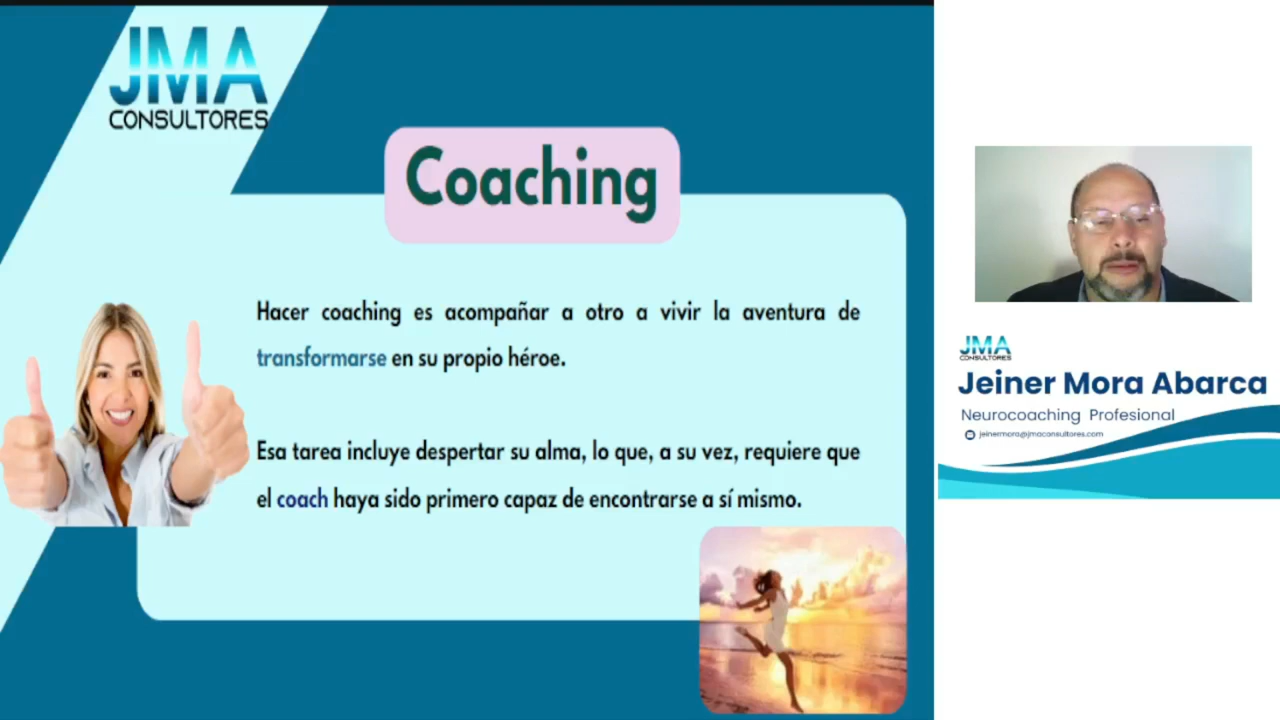 JMA
CONSULTORES
Coaching
Hacer coaching es acompañar a otro a vivir la aventura de
transformarse en su propio héroe.
Esa tarea incluye despertar su alma, lo que, a su vez, requiere que
el coach haya sido primero capaz de encontrarse a sí mismo.
JMA
CONSULTORES
Jeiner Mora Abarca
Neurocoaching Profesional
jeinermora@jmaconsultores.com